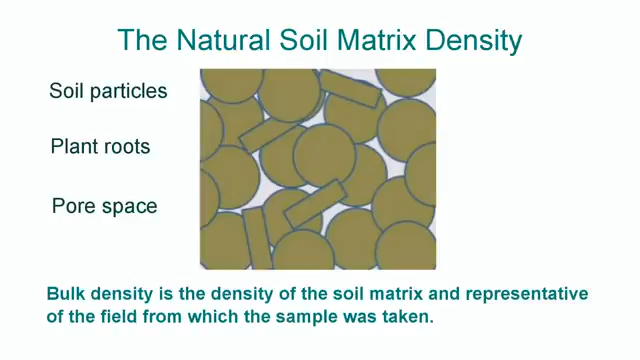 The Natural Soil Matrix Density
Soil particles
Plant roots
Pore space
Bulk density is the density of the soil matrix and representative
of the field from which the sample was taken.